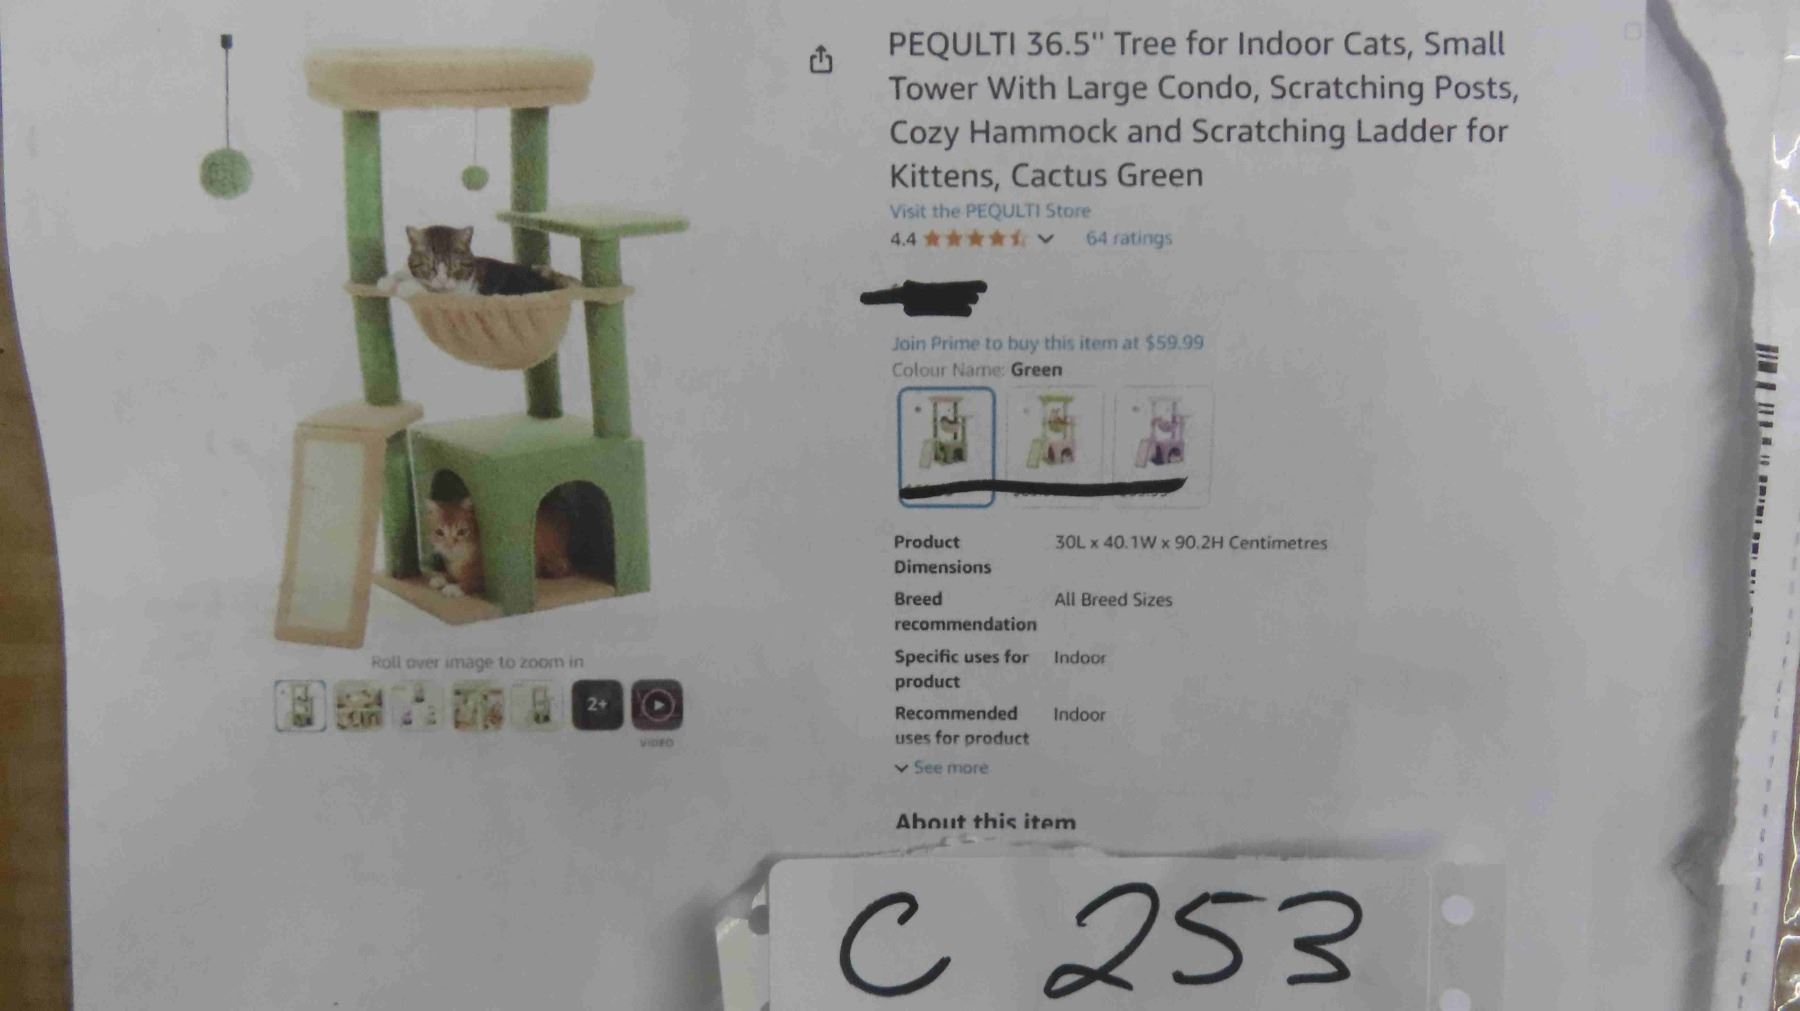 PEQULTI 36.5" Tree for Indoor Cats, Small
Tower With Large Condo, Scratching Posts,
Cozy Hammock and Scratching Ladder for
Kittens, Cactus Green
Visit the PEQULTI Store
4.4 64 ratings
Join Prime to buy this item at $59.99
Colour Name: Green
Product Dimensions 30L x 40.1W x 90.2H Centimetres
Breed recommendation All Breed Sizes
Specific uses for product Indoor
Recommended uses for product Indoor
See more
About this item
Roll over image to zoom in
2+
VIDEO
C 253